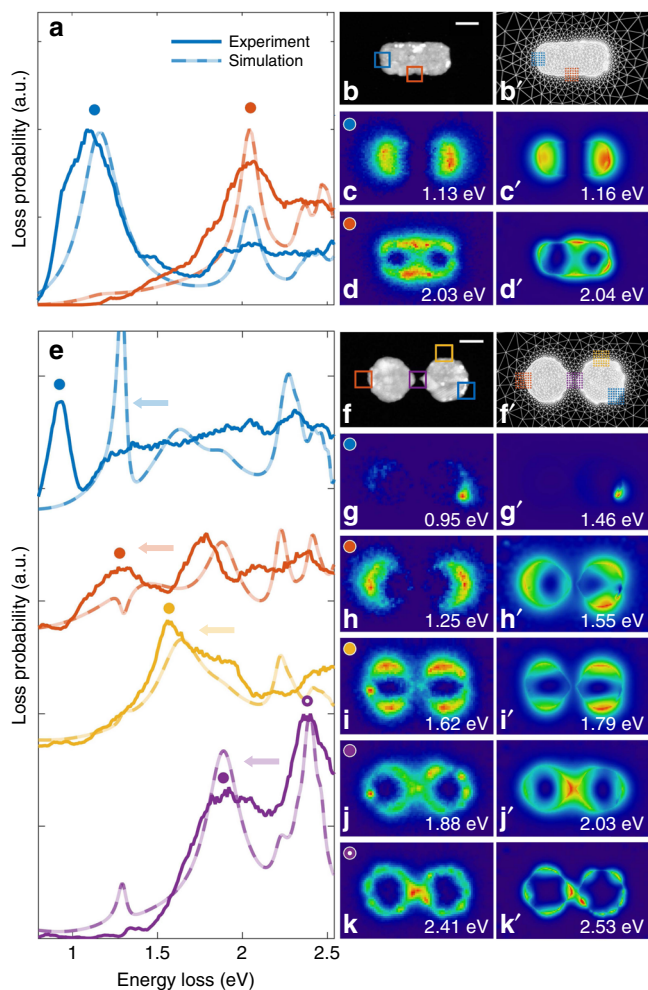 a
Experiment
Simulation
Loss probability (a.u.)
b
b′
c
1.13 eV
c′
1.16 eV
d
2.03 eV
d′
2.04 eV
e
Loss probability (a.u.)
f
f′
g
0.95 eV
g′
1.46 eV
h
1.25 eV
h′
1.55 eV
i
1.62 eV
i′
1.79 eV
j
1.88 eV
j′
2.03 eV
k
2.41 eV
k′
2.53 eV
1
1.5
2
2.5
Energy loss (eV)